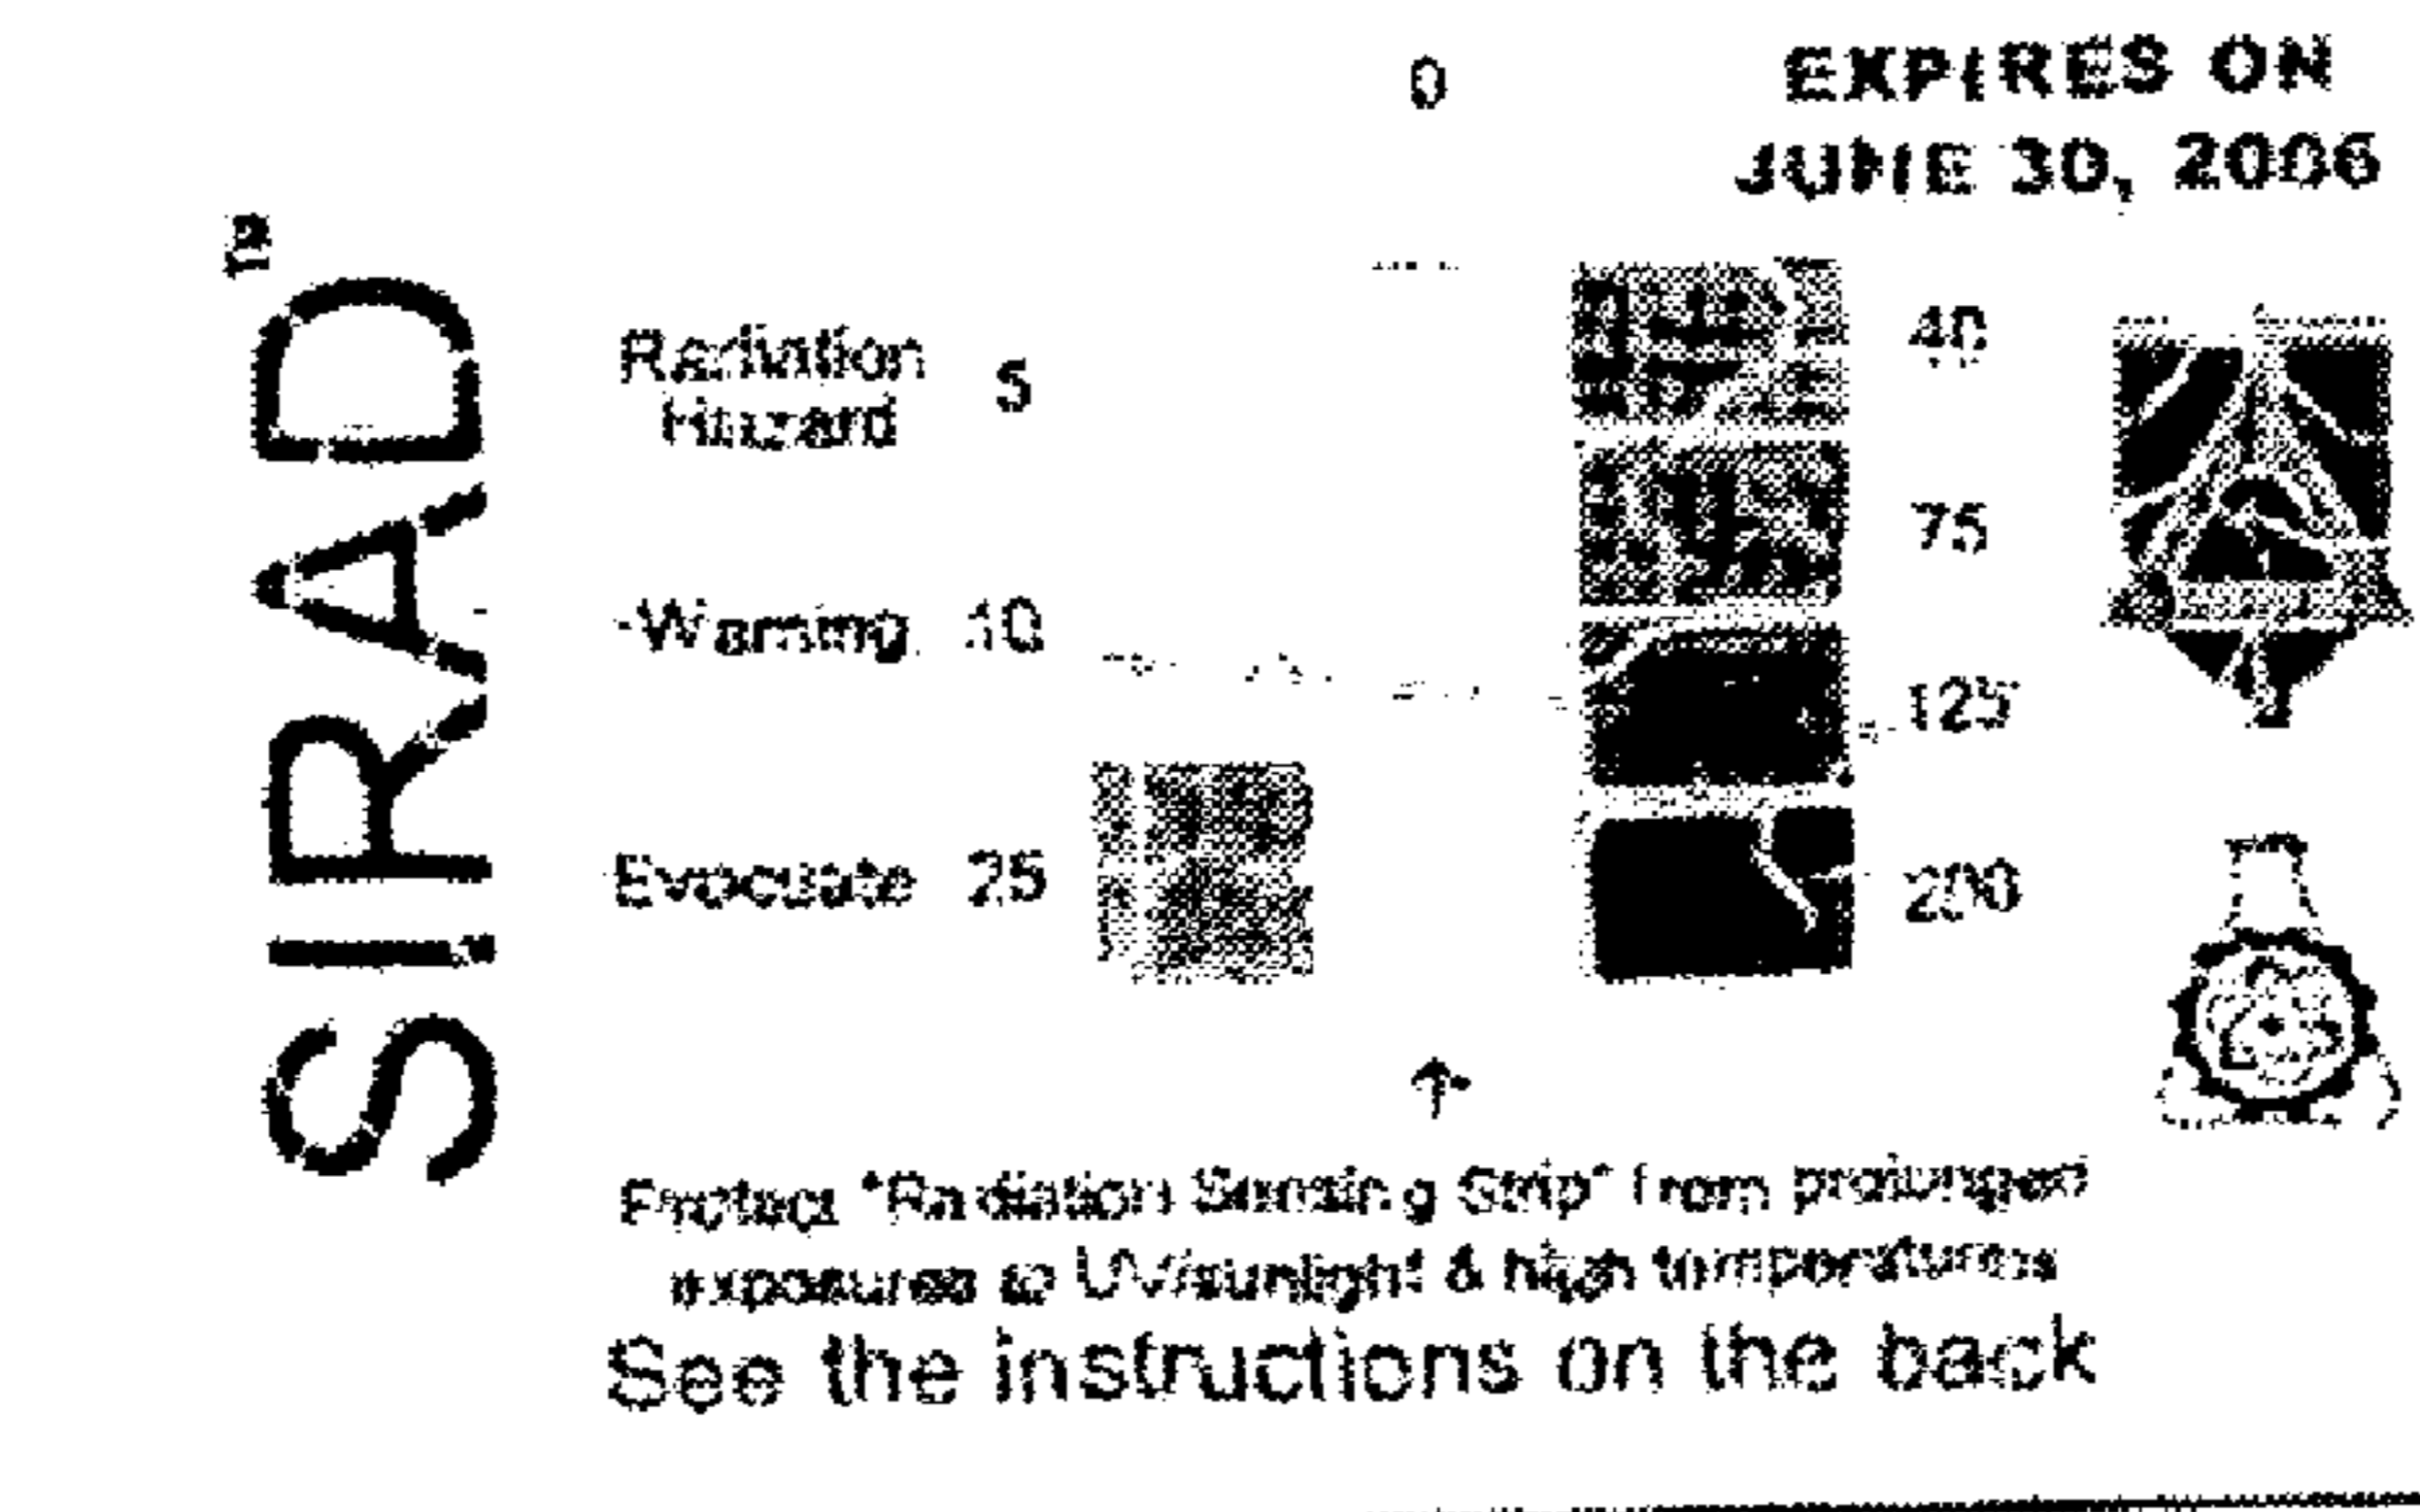 EXPIRES ON
JUNE 30, 2006
0
SIRAD
Radiation
Hazard
5
40
75
Warning 10
125
Evacuate 25
200
Protect "Radiation Sensing Strip" from prolonged
exposures to UV/sunlight & high temperatures
See the instructions on the back